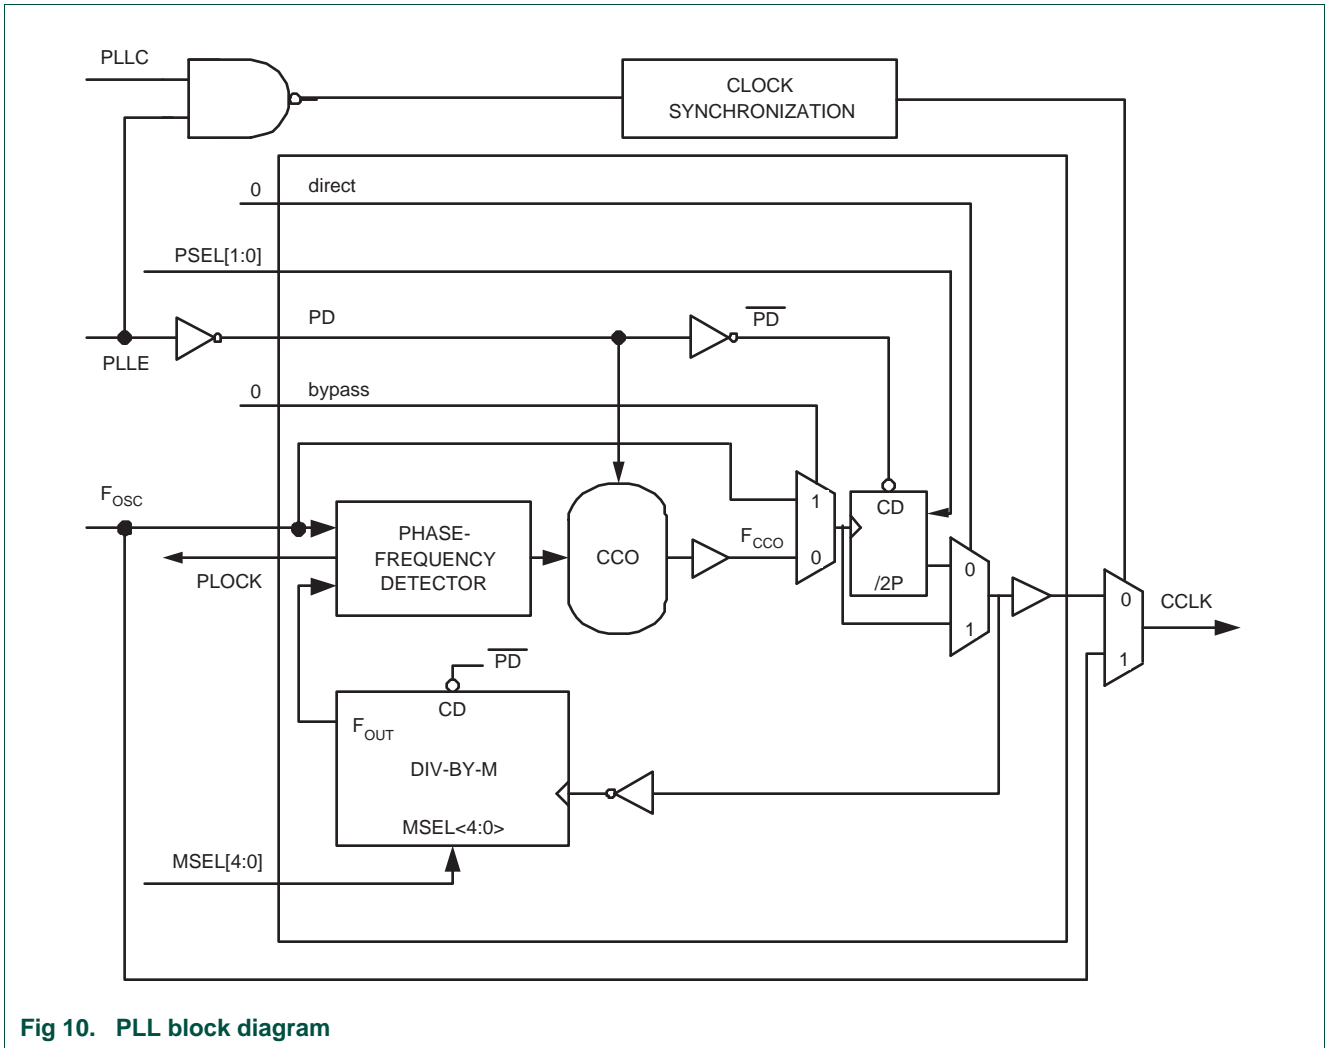 PLLC
CLOCK
SYNCHRONIZATION
0 direct
PSEL[1:0]
PD
P̅D̅
PLLE
0 bypass
FOSC
PHASE-
FREQUENCY
DETECTOR
PLOCK
CCO
FCCO
1
0
CD
/2P
0
1
0
1
CCLK
P̅D̅
CD
FOUT
DIV-BY-M
MSEL<4:0>
MSEL[4:0]
Fig 10. PLL block diagram